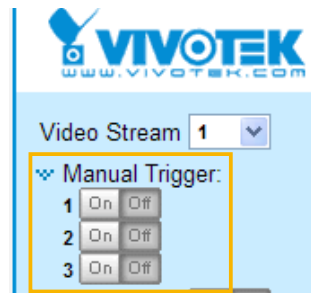 VIVOTEK
www.vivotek.com
Video Stream 1
Manual Trigger:
1 On Off
2 On Off
3 On Off